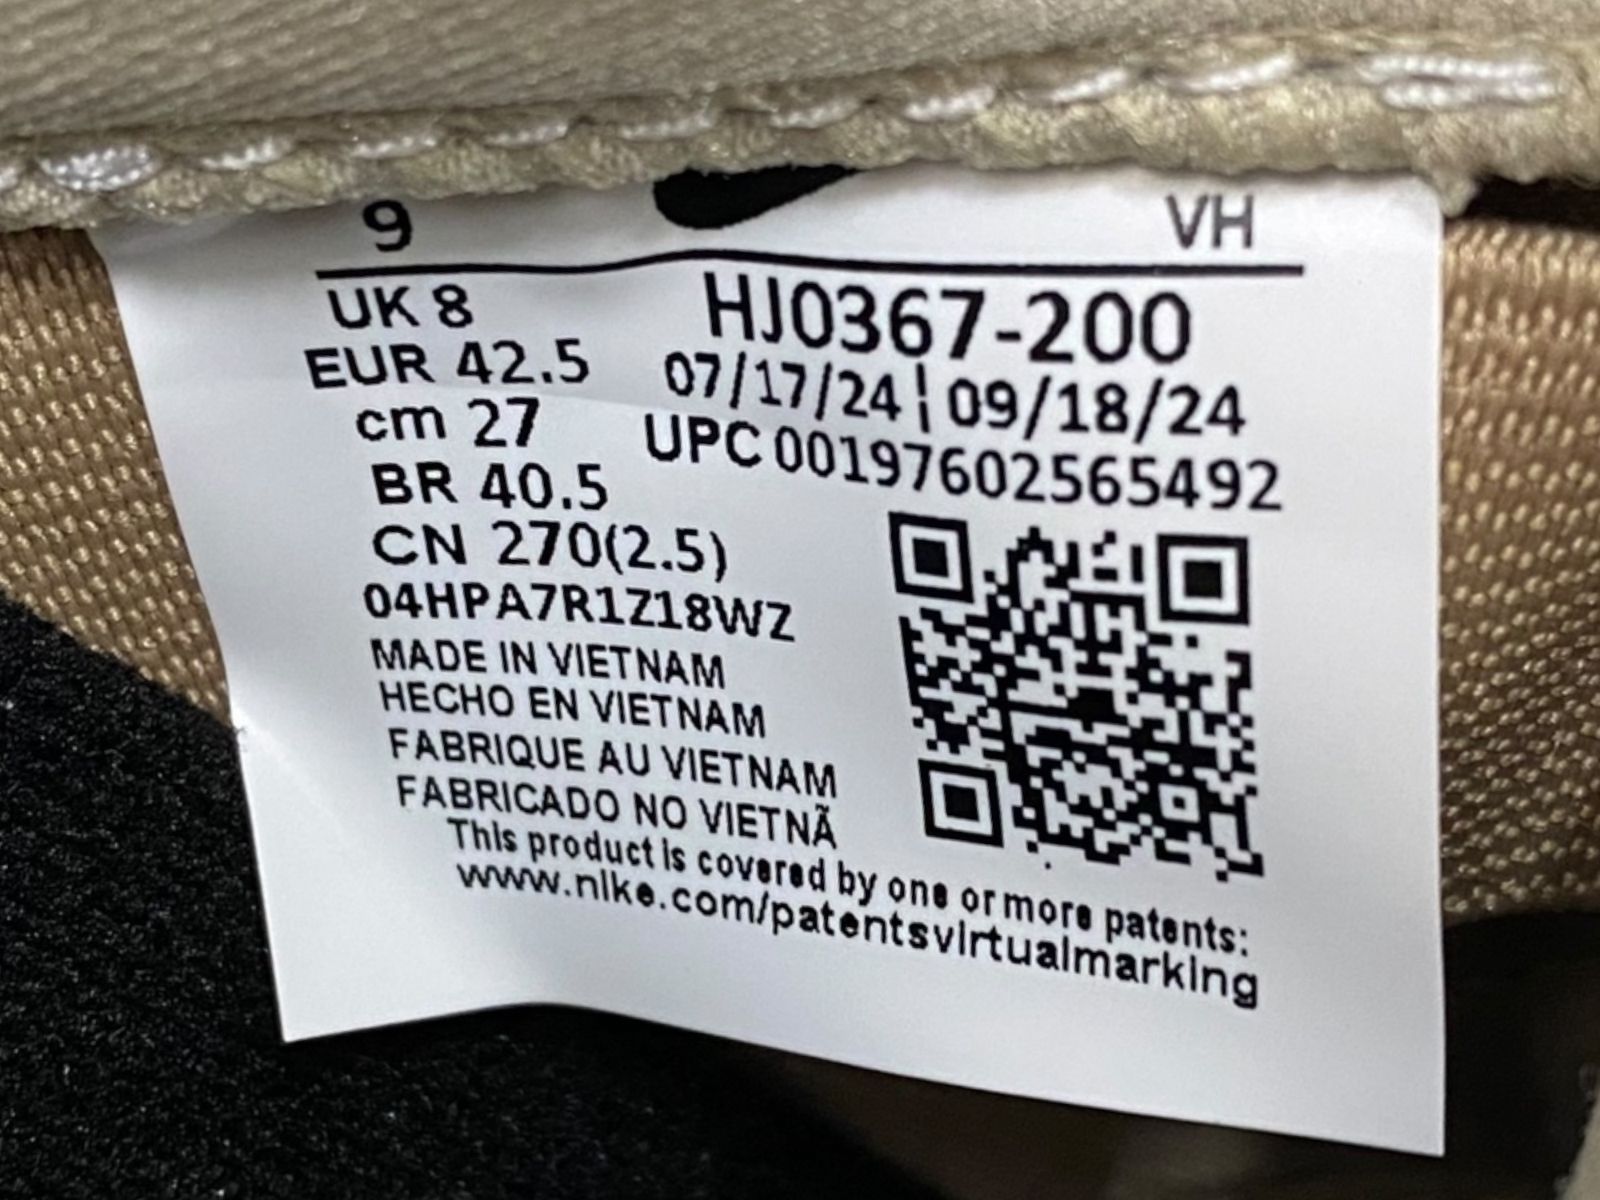 9 VH
UK 8
EUR 42.5
cm 27
BR 40.5
CN 270(2.5)
04HPA7R1Z18WZ
HJ0367-200
07/17/24 | 09/18/24
UPC 00197602565492
MADE IN VIETNAM
HECHO EN VIETNAM
FABRIQUE AU VIETNAM
FABRICADO NO VIETNÃ
This product is covered by one or more patents:
www.nike.com/patentsvirtualmarking